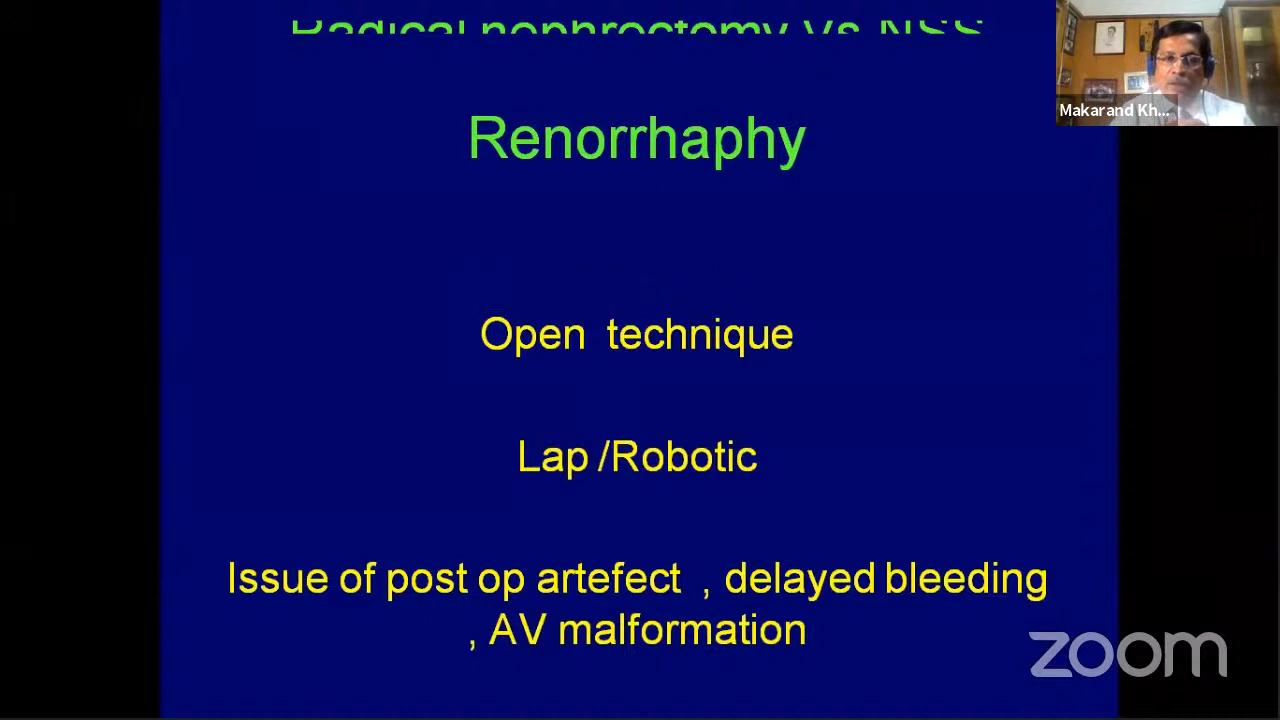 Radical nephrectomy Vs NSS
Makarand Kh...
Renorrhaphy
Open technique
Lap /Robotic
Issue of post op artefect , delayed bleeding
, AV malformation
zoom